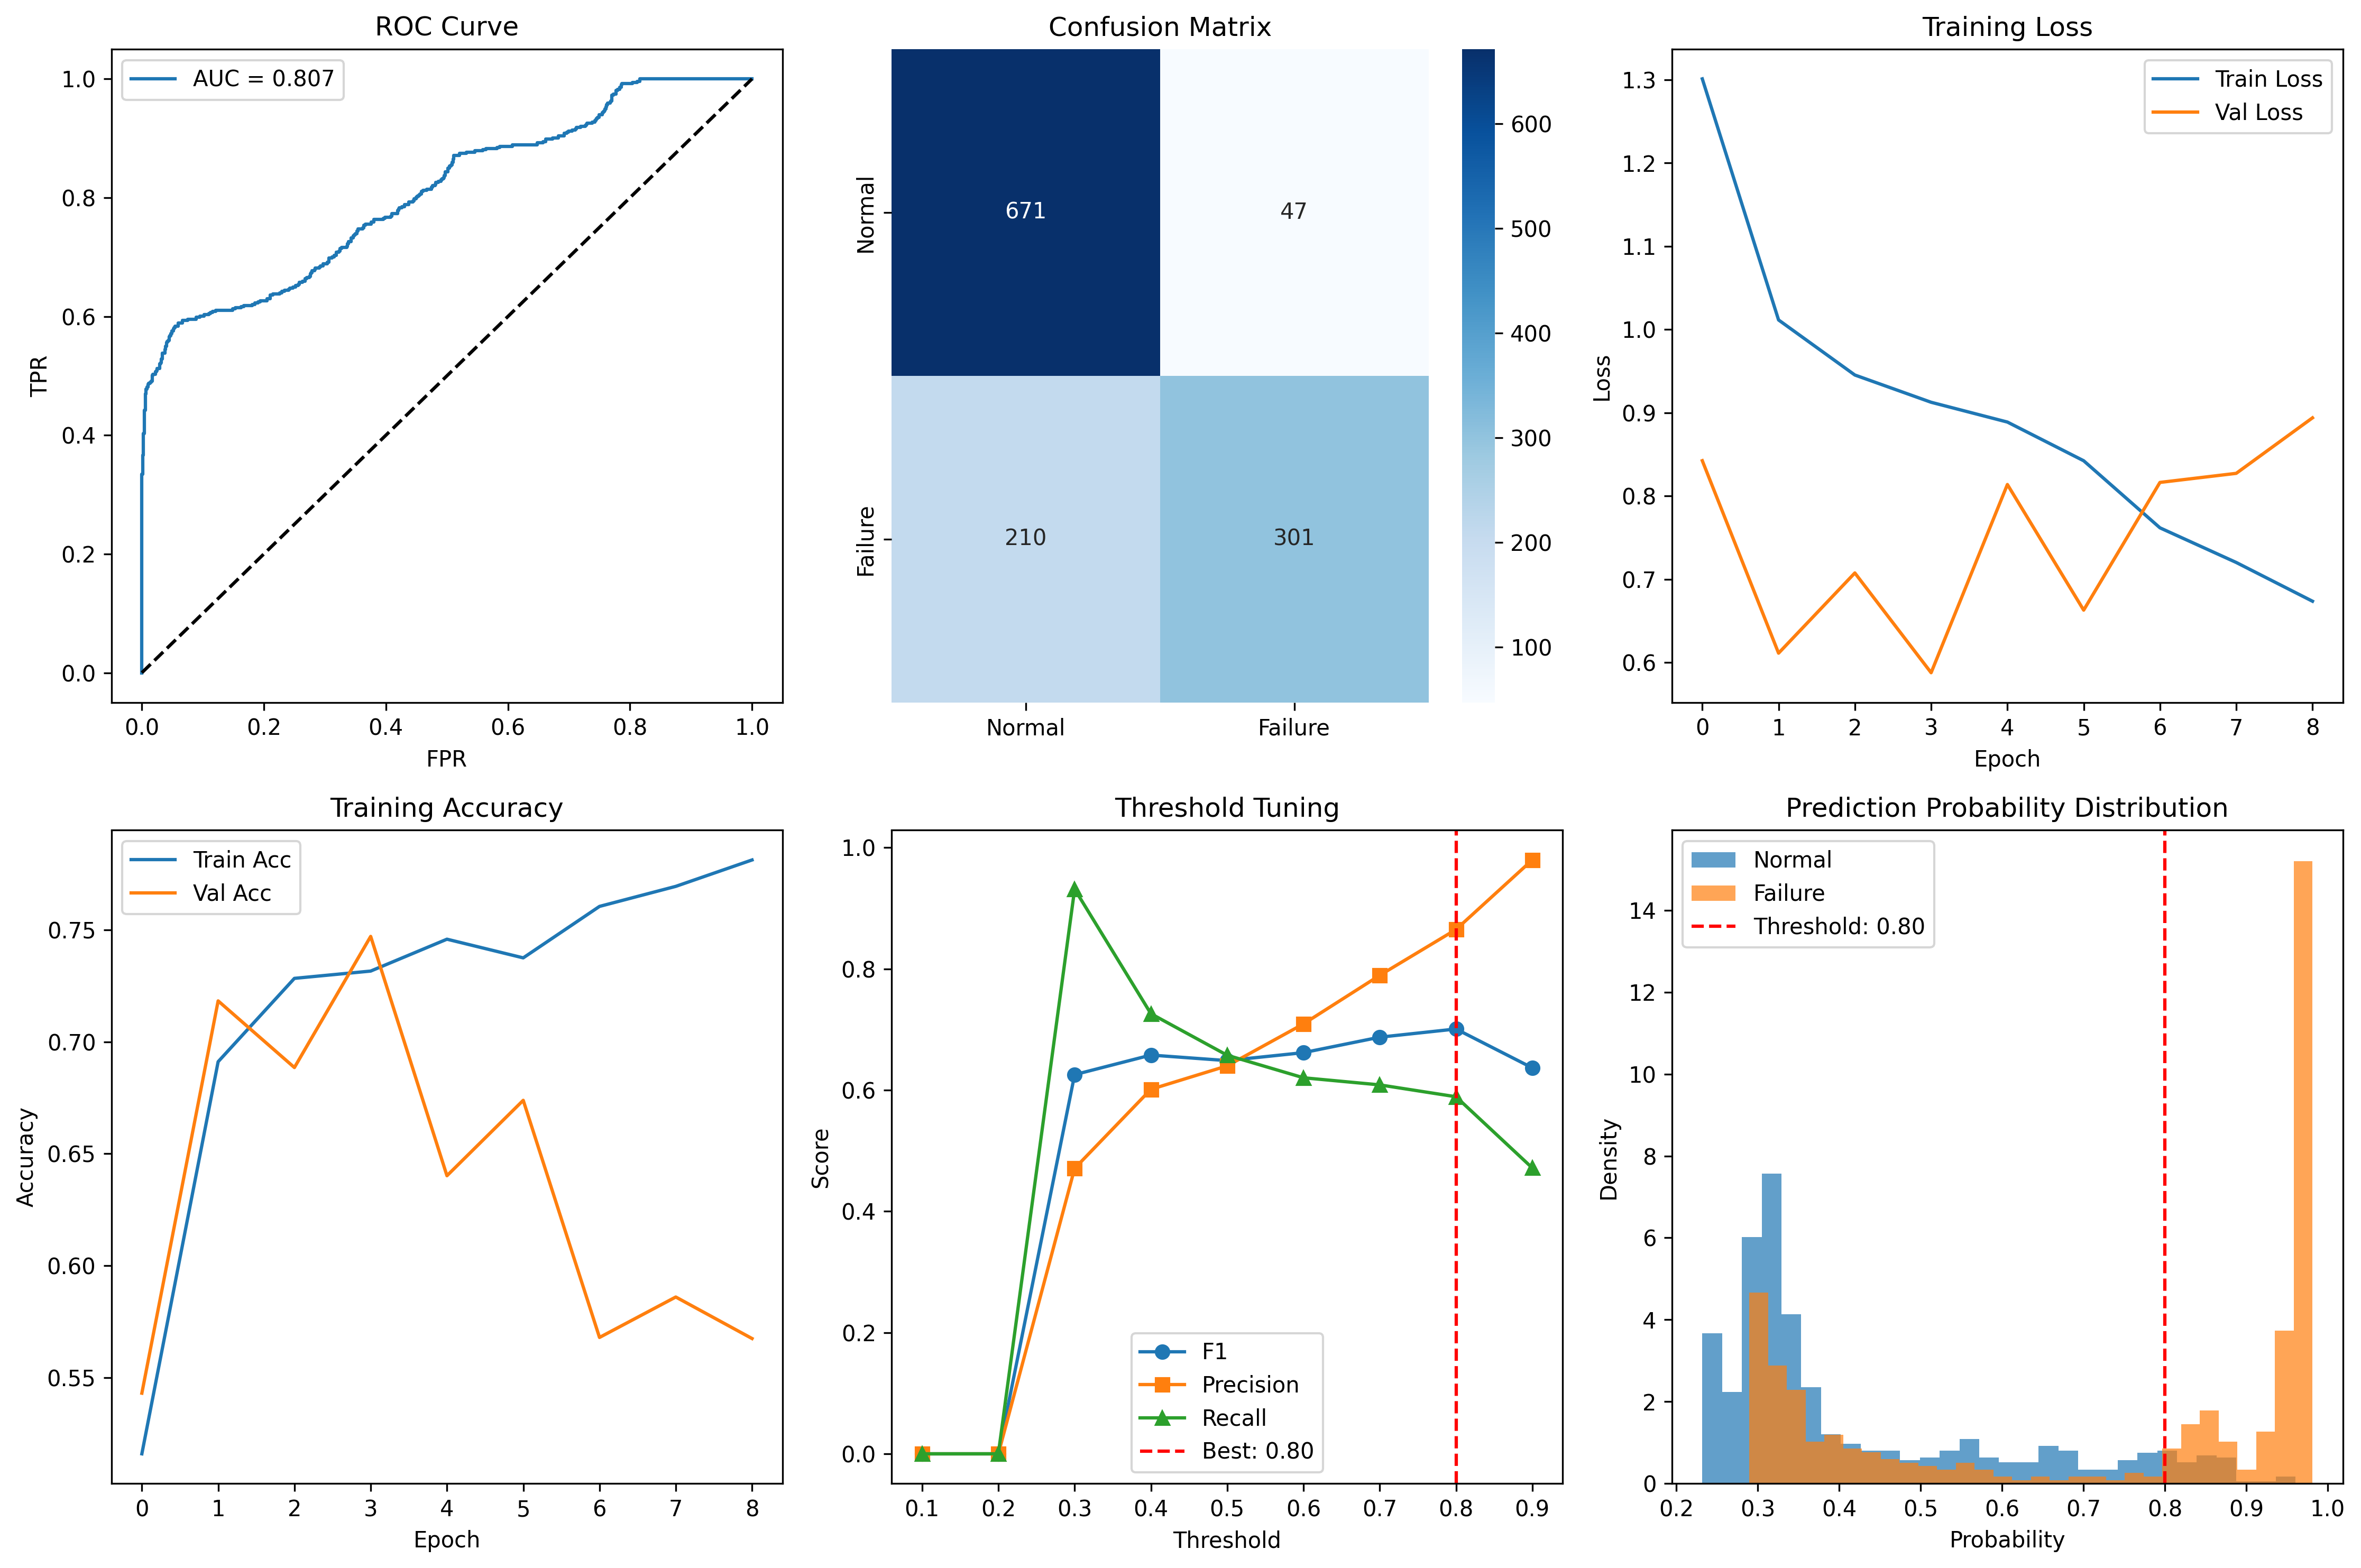 ROC Curve
AUC = 0.807
1.0
0.8
0.6
0.4
0.2
0.0
TPR
0.0 0.2 0.4 0.6 0.8 1.0
FPR
Confusion Matrix
Normal
Failure
671 47
210 301
Normal Failure
600
500
400
300
200
100
Training Loss
Train Loss
Val Loss
1.3
1.2
1.1
1.0
0.9
0.8
0.7
0.6
Loss
0 1 2 3 4 5 6 7 8
Epoch
Training Accuracy
Train Acc
Val Acc
0.75
0.70
0.65
0.60
0.55
Accuracy
0 1 2 3 4 5 6 7 8
Epoch
Threshold Tuning
1.0
0.8
0.6
0.4
0.2
0.0
Score
F1
Precision
Recall
Best: 0.80
0.1 0.2 0.3 0.4 0.5 0.6 0.7 0.8 0.9
Threshold
Prediction Probability Distribution
Normal
Failure
Threshold: 0.80
14
12
10
8
6
4
2
0
Density
0.2 0.3 0.4 0.5 0.6 0.7 0.8 0.9 1.0
Probability